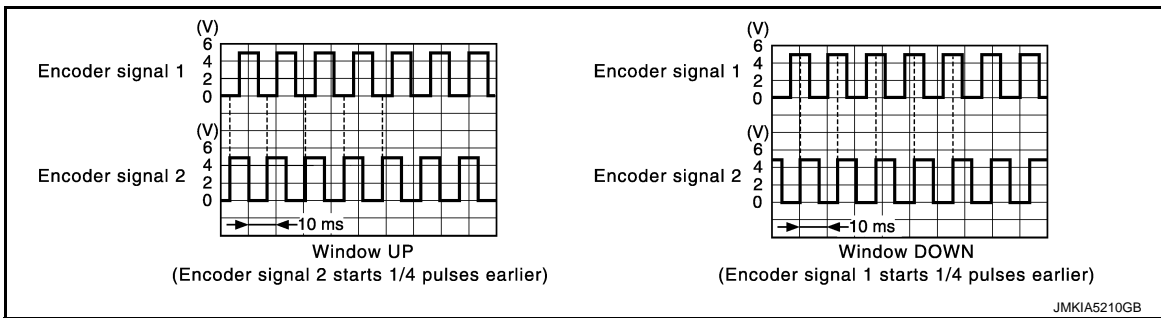 (V)
6
4
2
0
Encoder signal 1
(V)
6
4
2
0
Encoder signal 2
10 ms
Window UP
(Encoder signal 2 starts 1/4 pulses earlier)
(V)
6
4
2
0
Encoder signal 1
(V)
6
4
2
0
Encoder signal 2
10 ms
Window DOWN
(Encoder signal 1 starts 1/4 pulses earlier)
JMKIA5210GB